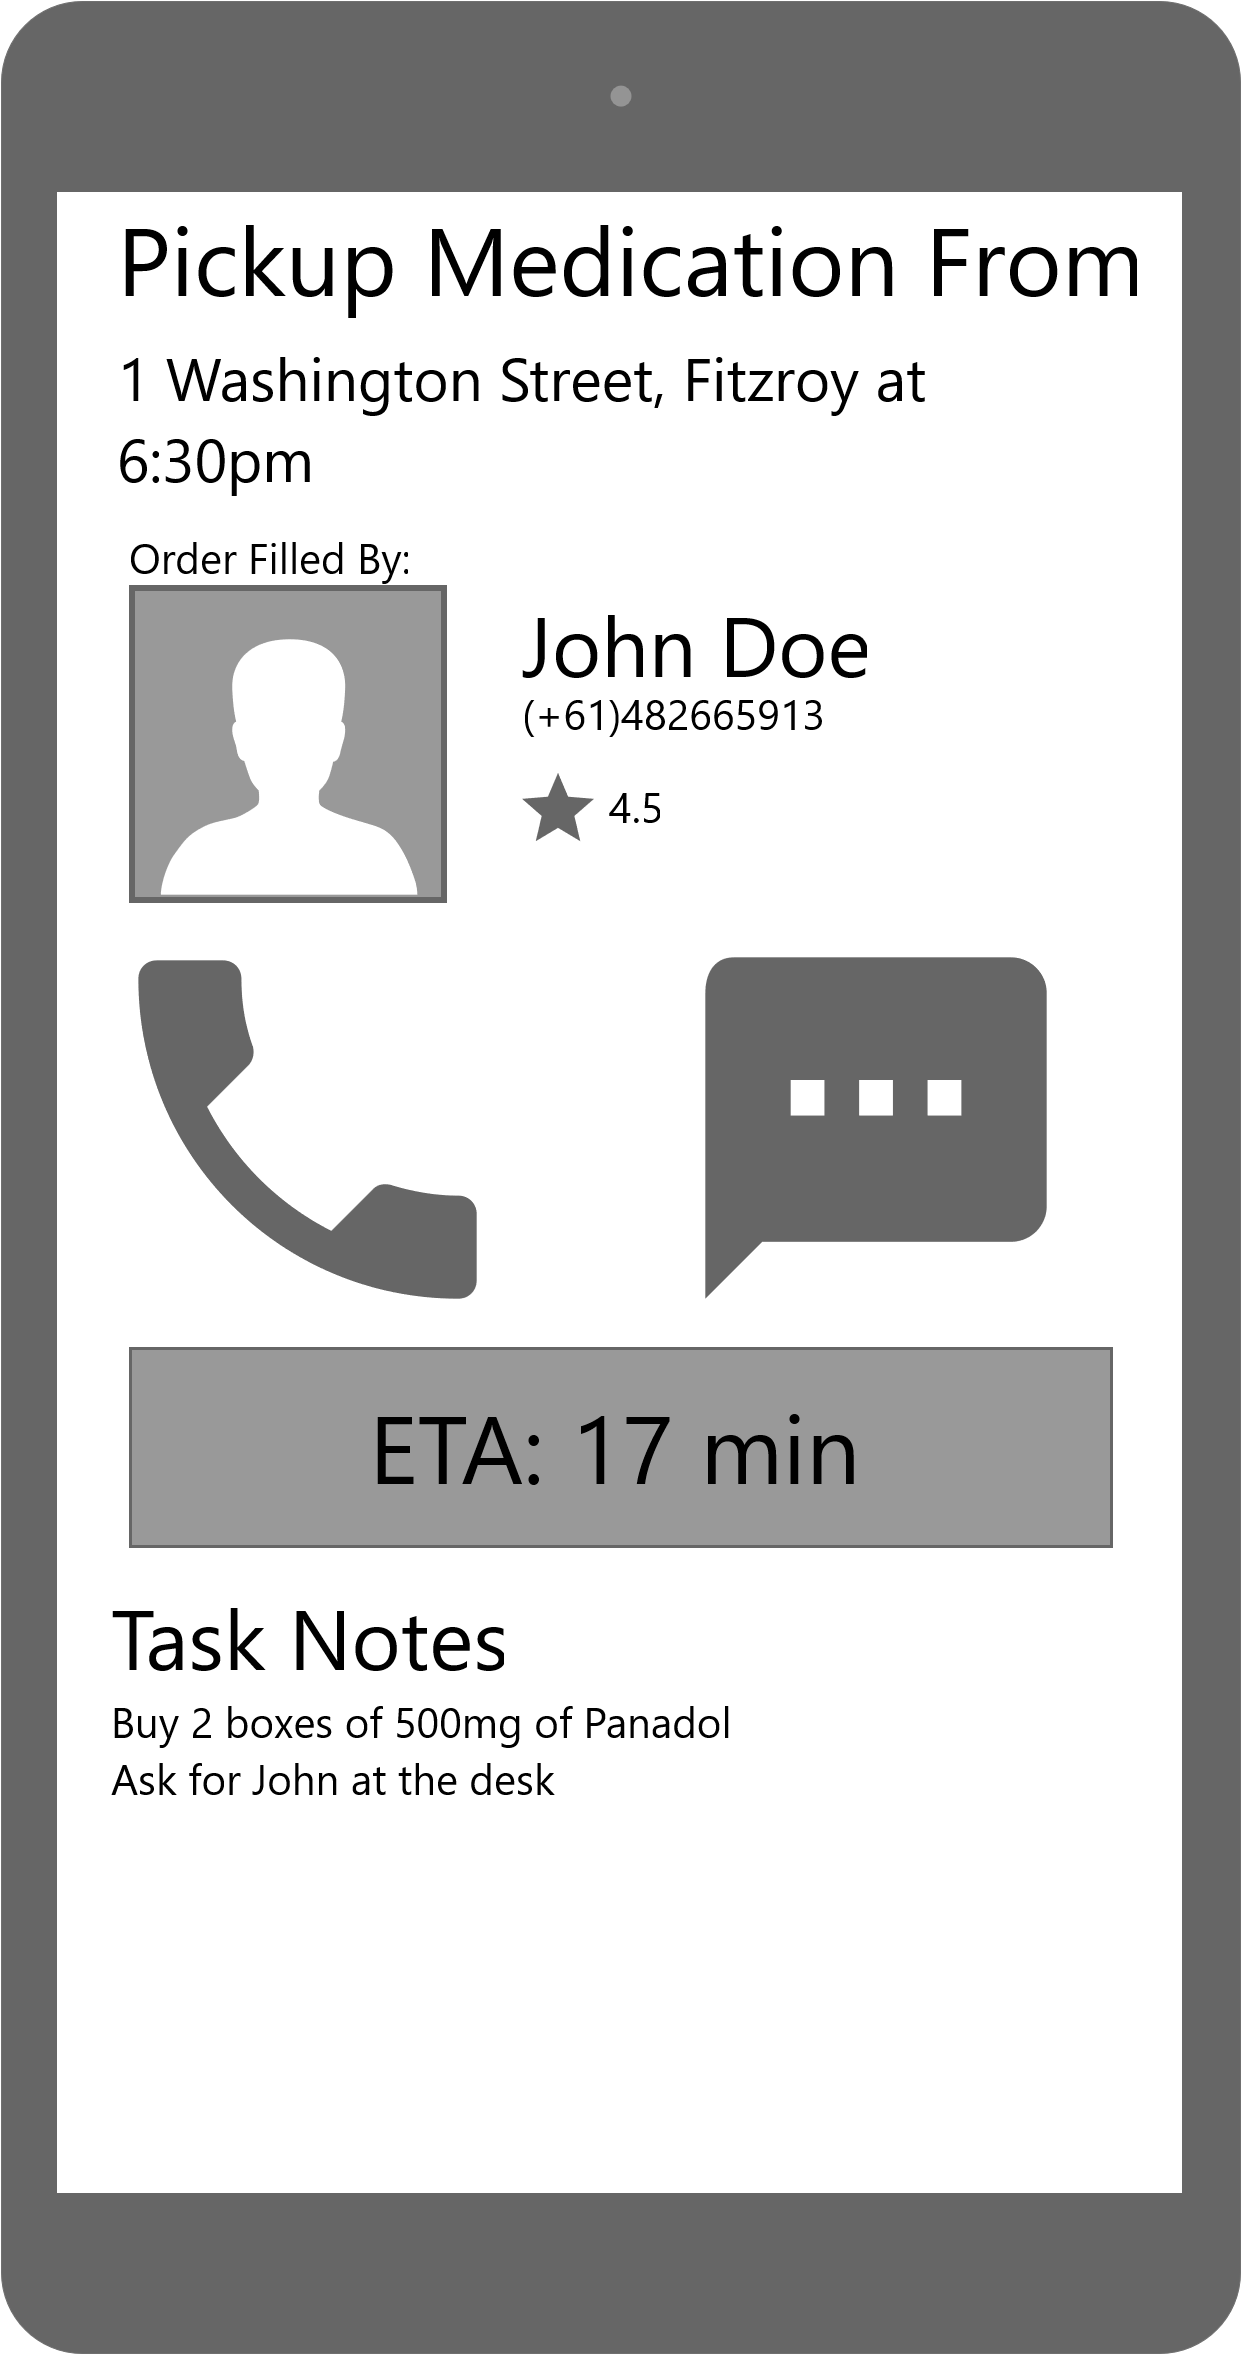 Pickup Medication From
1 Washington Street, Fitzroy at
6:30pm
Order Filled By:
John Doe
(+61)482665913
4.5
ETA: 17 min
Task Notes
Buy 2 boxes of 500mg of Panadol
Ask for John at the desk